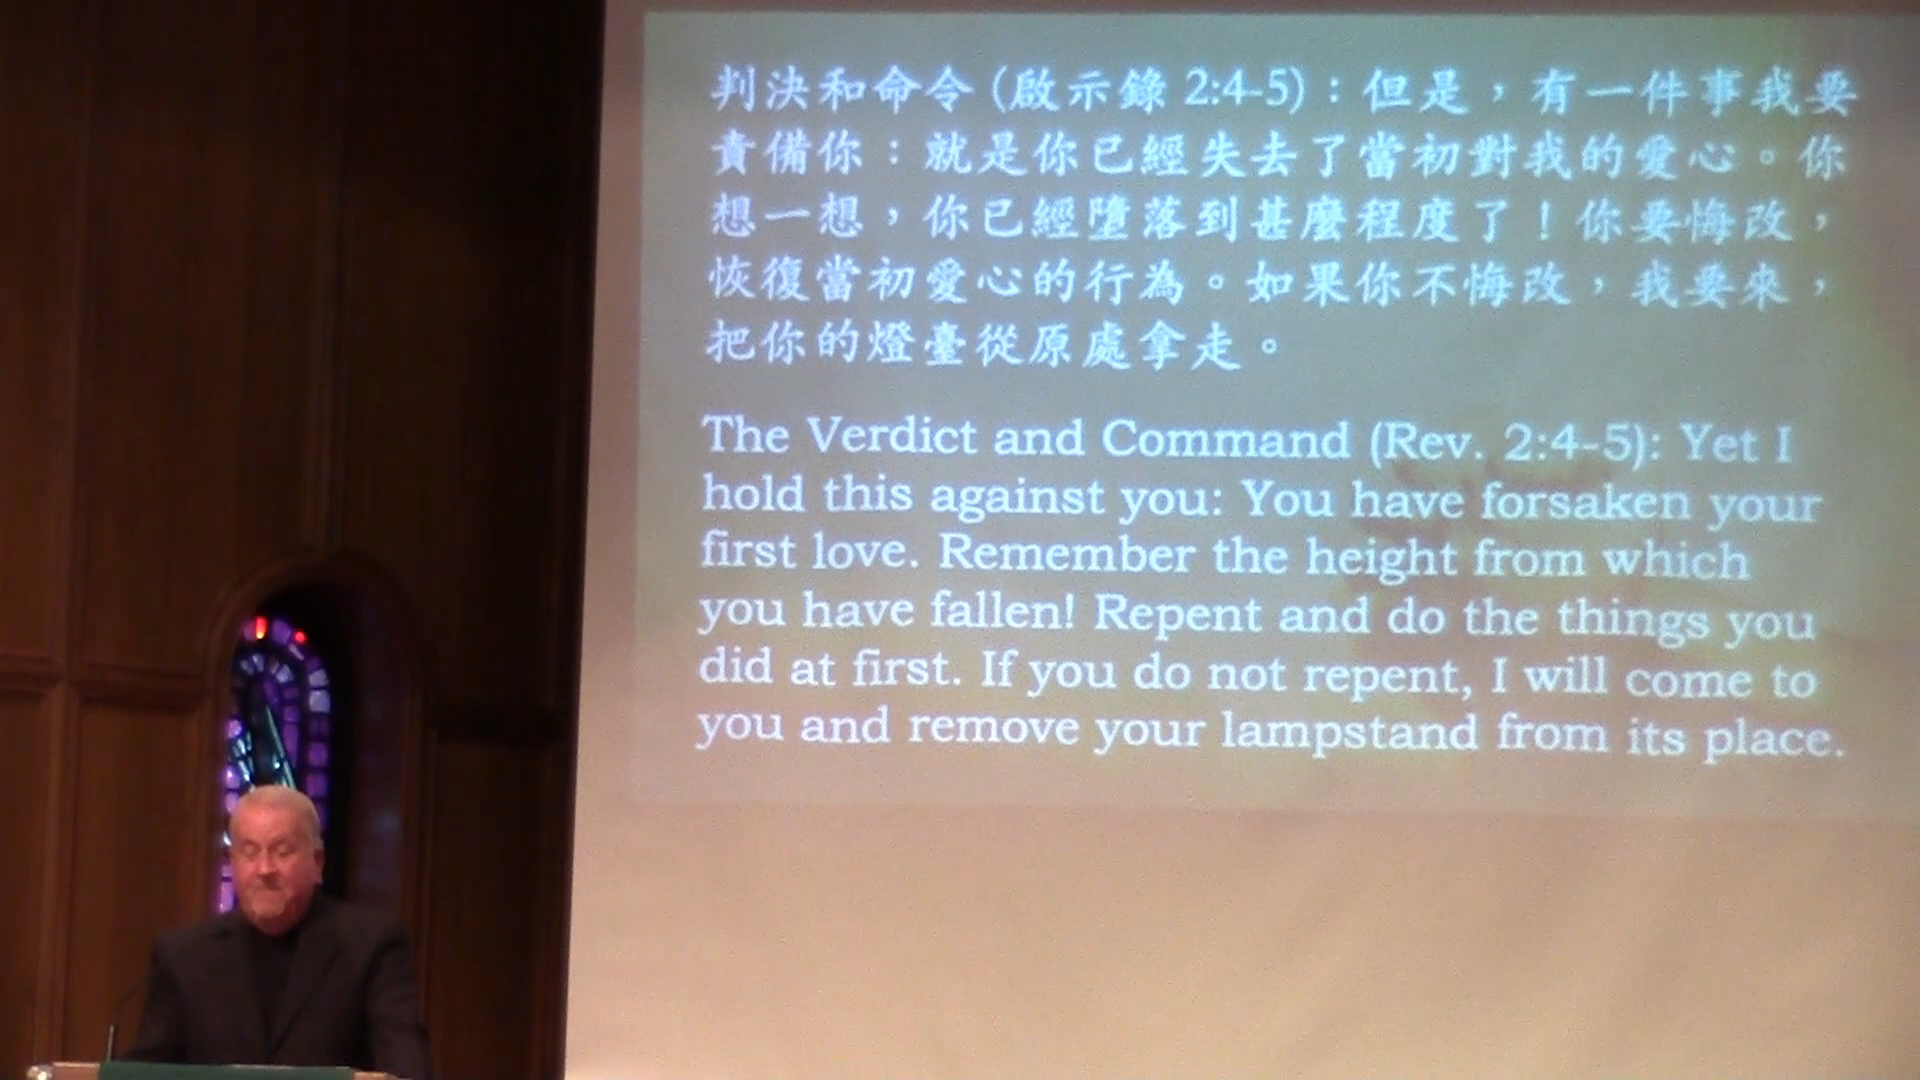 判決和命令 (啟示錄 2:4-5)：但是，有一件事我要
責備你：就是你已經失去了當初對我的愛心。你
想一想，你已經墮落到甚麼程度了！你要悔改，
恢復當初愛心的行為。如果你不悔改，我要來，
把你的燈臺從原處拿走。
The Verdict and Command (Rev. 2:4-5): Yet I
hold this against you: You have forsaken your
first love. Remember the height from which
you have fallen! Repent and do the things you
did at first. If you do not repent, I will come to
you and remove your lampstand from its place.